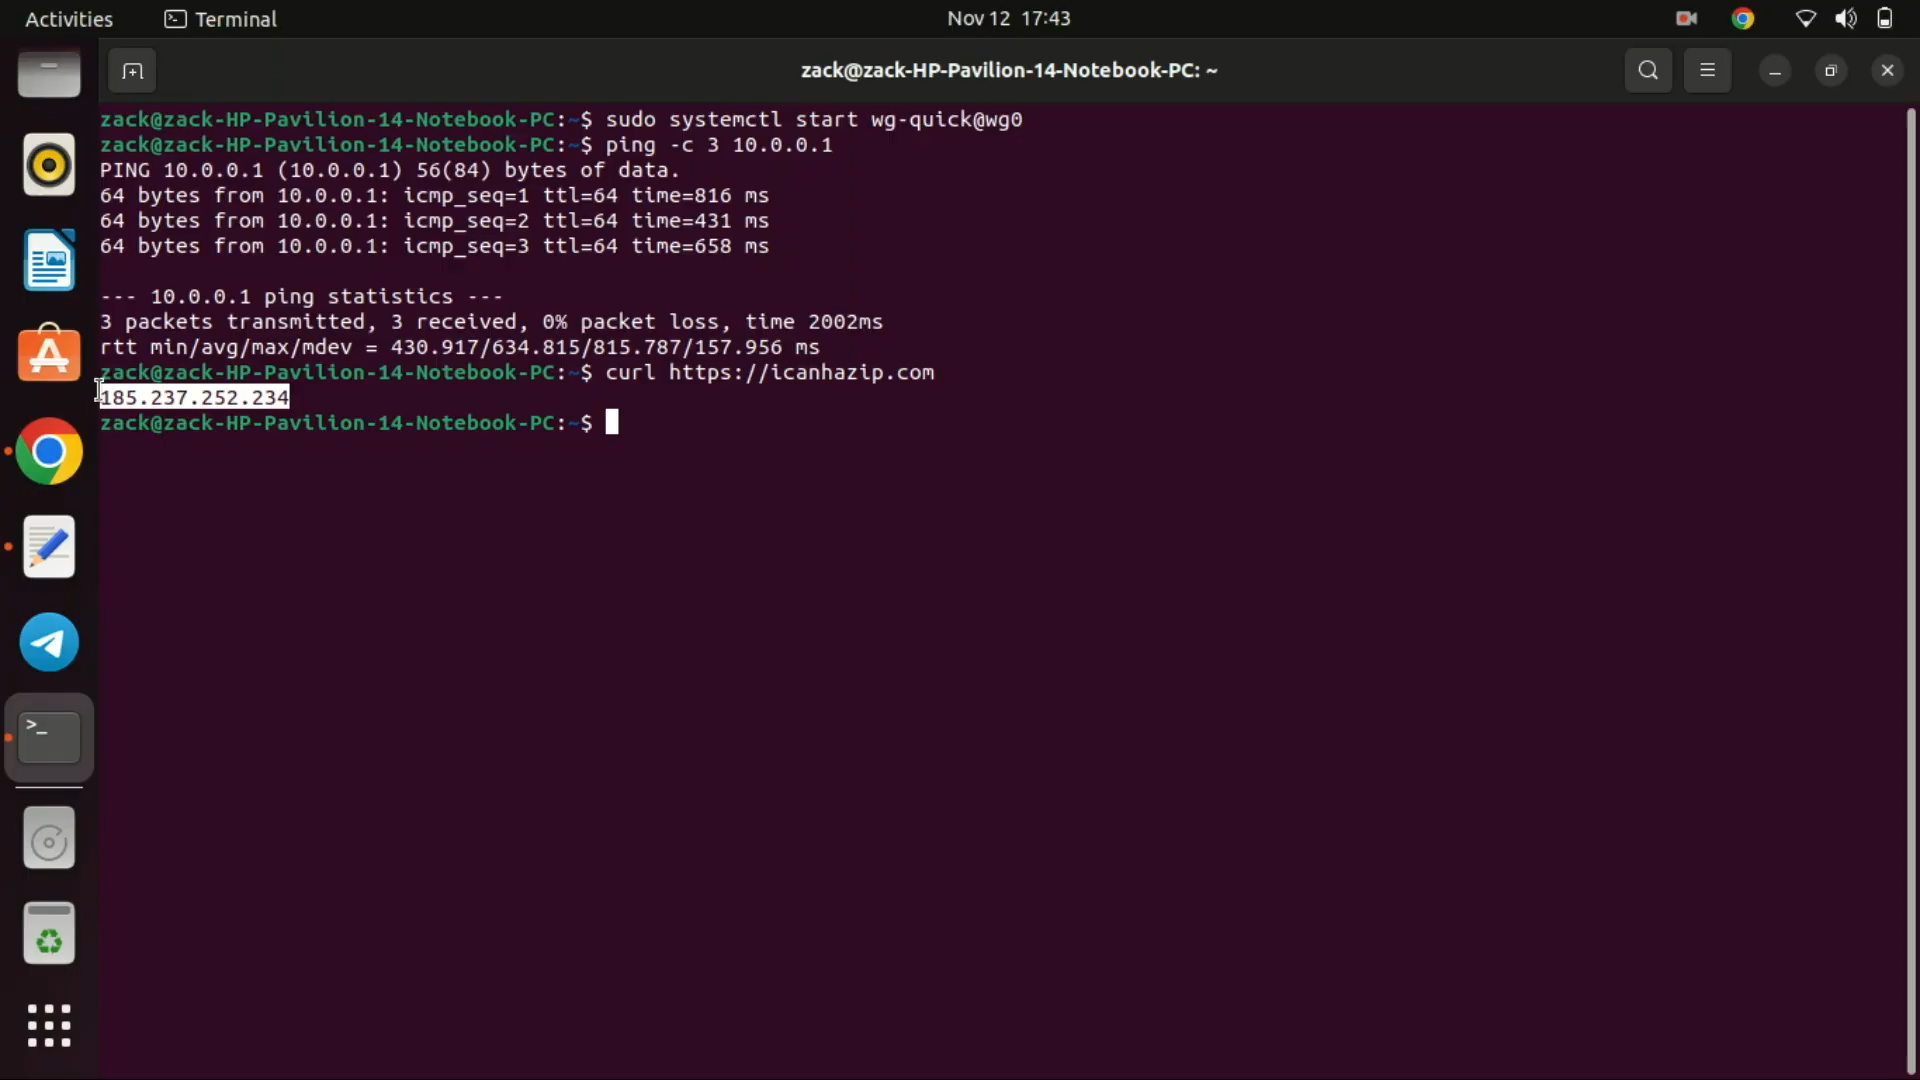 Activities Terminal Nov 12 17:43
zack@zack-HP-Pavilion-14-Notebook-PC: ~
zack@zack-HP-Pavilion-14-Notebook-PC:~$ sudo systemctl start wg-quick@wg0
zack@zack-HP-Pavilion-14-Notebook-PC:~$ ping -c 3 10.0.0.1
PING 10.0.0.1 (10.0.0.1) 56(84) bytes of data.
64 bytes from 10.0.0.1: icmp_seq=1 ttl=64 time=816 ms
64 bytes from 10.0.0.1: icmp_seq=2 ttl=64 time=431 ms
64 bytes from 10.0.0.1: icmp_seq=3 ttl=64 time=658 ms
--- 10.0.0.1 ping statistics ---
3 packets transmitted, 3 received, 0% packet loss, time 2002ms
rtt min/avg/max/mdev = 430.917/634.815/815.787/157.956 ms
zack@zack-HP-Pavilion-14-Notebook-PC:~$ curl https://icanhazip.com
185.237.252.234
zack@zack-HP-Pavilion-14-Notebook-PC:~$